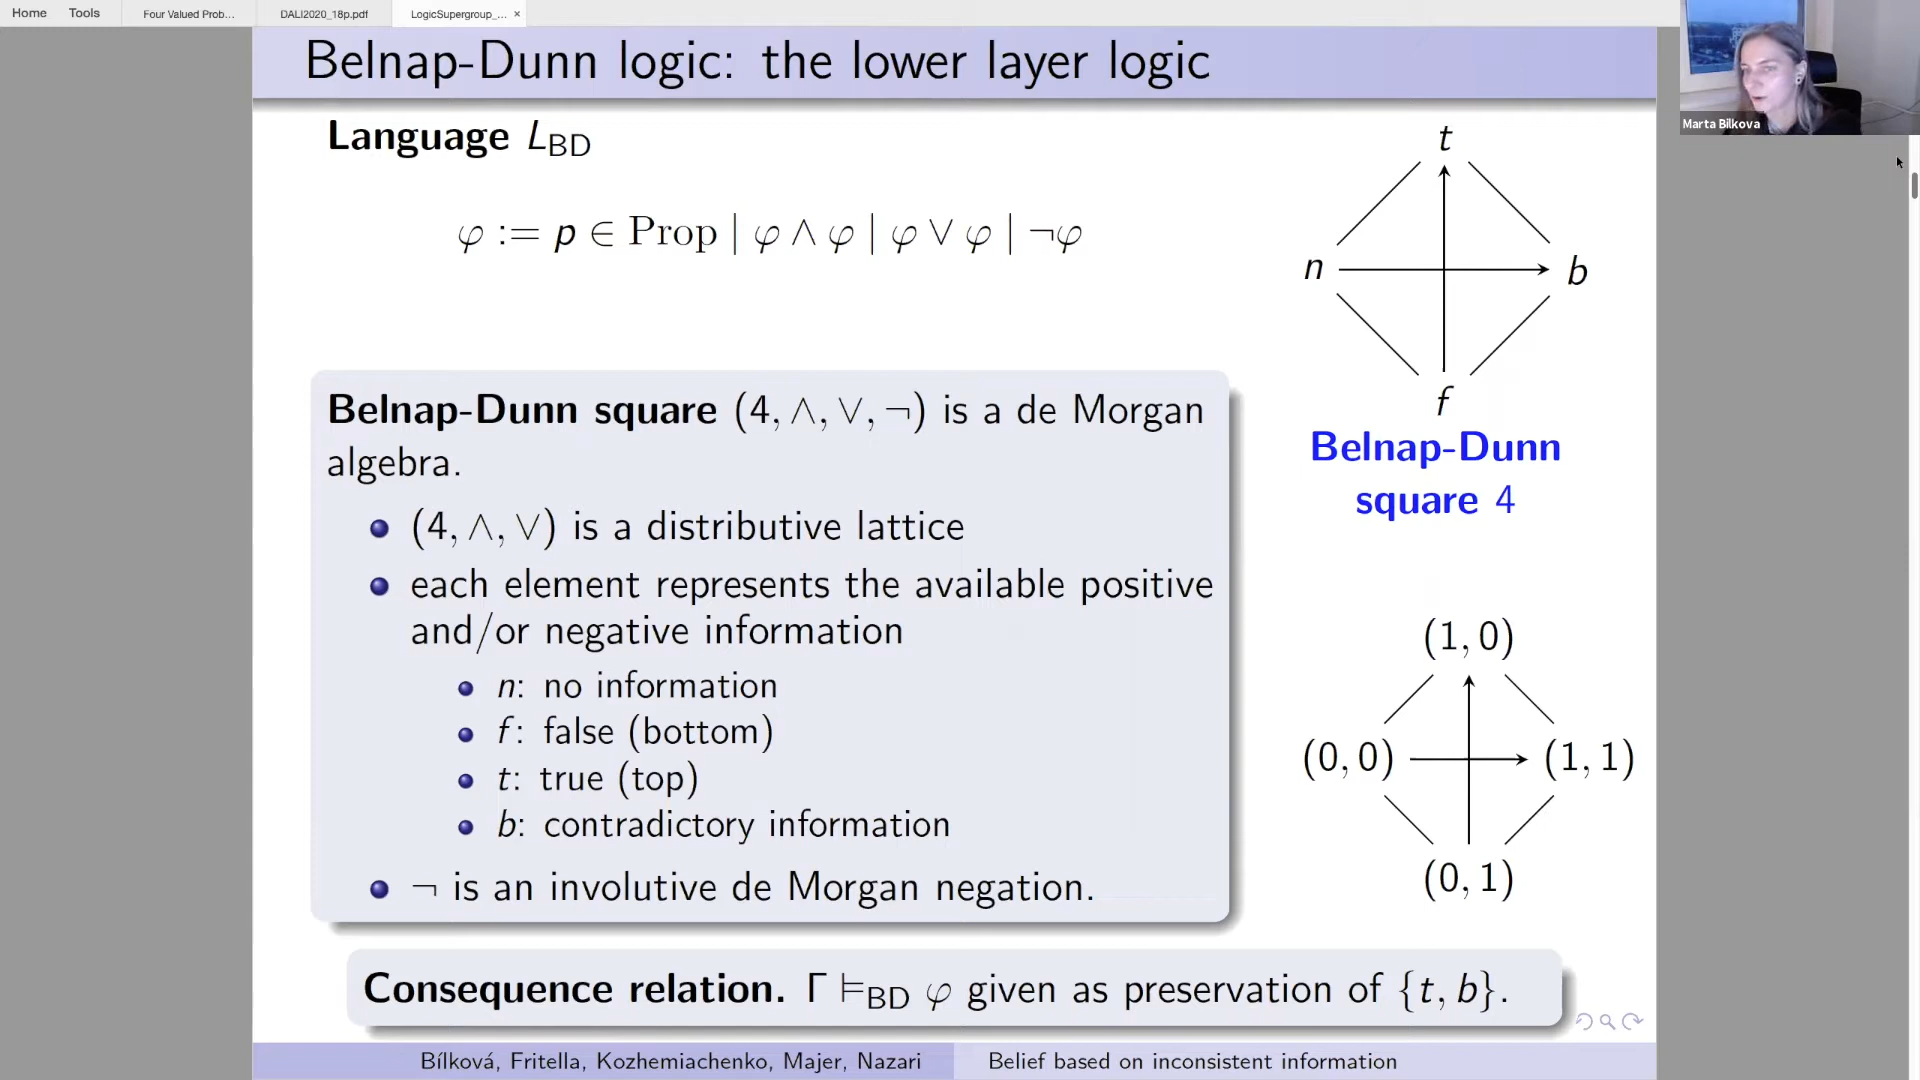 Home Tools Four Valued Prob... DALI2020_18p.pdf LogicSupergroup_... ×
Belnap-Dunn logic: the lower layer logic
Marta Bilkova
Language L_BD
φ := p ∈ Prop | φ ∧ φ | φ ∨ φ | ¬φ
t
n b
f
Belnap-Dunn
square 4
Belnap-Dunn square (4, ∧, ∨, ¬) is a de Morgan
algebra.
(4, ∧, ∨) is a distributive lattice
each element represents the available positive
and/or negative information
n: no information
f: false (bottom)
t: true (top)
b: contradictory information
¬ is an involutive de Morgan negation.
(1, 0)
(0, 0) (1, 1)
(0, 1)
Consequence relation. Γ ⊨_BD φ given as preservation of {t, b}.
Bílková, Fritella, Kozhemiachenko, Majer, Nazari Belief based on inconsistent information